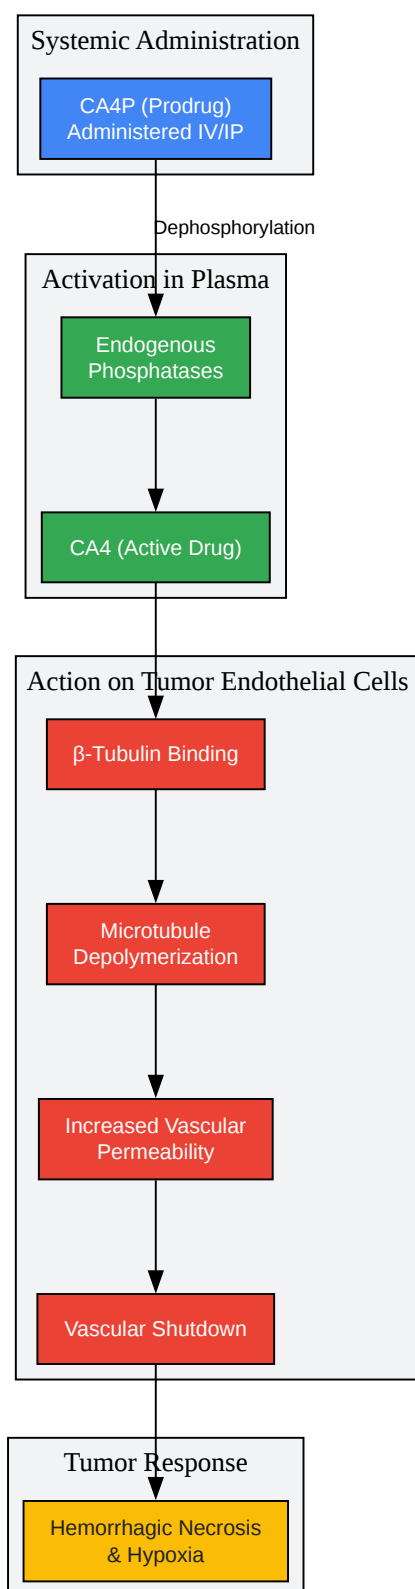 Systemic Administration
CA4P (Prodrug)
Administered IV/IP
Dephosphorylation
Activation in Plasma
Endogenous
Phosphatases
CA4 (Active Drug)
Action on Tumor Endothelial Cells
β-Tubulin Binding
Microtubule
Depolymerization
Increased Vascular
Permeability
Vascular Shutdown
Tumor Response
Hemorrhagic Necrosis
& Hypoxia